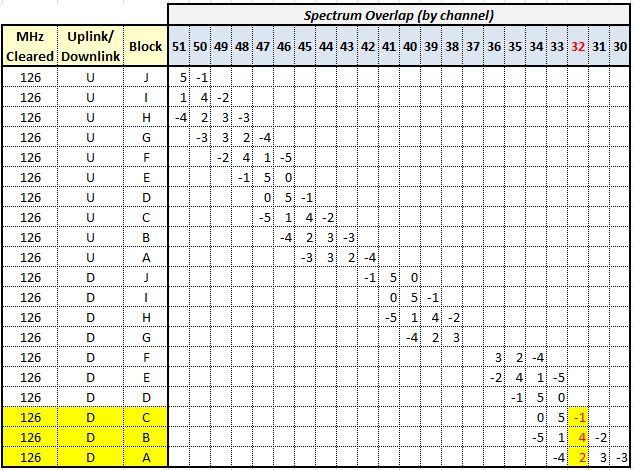 Spectrum Overlap (by channel)
MHz Cleared Uplink/ Downlink Block 51 50 49 48 47 46 45 44 43 42 41 40 39 38 37 36 35 34 33 32 31 30
126 U J 5 -1
126 U I 1 4 -2
126 U H -4 2 3 -3
126 U G -3 3 2 -4
126 U F -2 4 1 -5
126 U E -1 5 0
126 U D 0 5 -1
126 U C -5 1 4 -2
126 U B -4 2 3 -3
126 U A -3 3 2 -4
126 D J -1 5 0
126 D I 0 5 -1
126 D H -5 1 4 -2
126 D G -4 2 3
126 D F 3 2 -4
126 D E -2 4 1 -5
126 D D -1 5 0
126 D C 0 5 -1
126 D B -5 1 4 -2
126 D A -4 2 3 -3